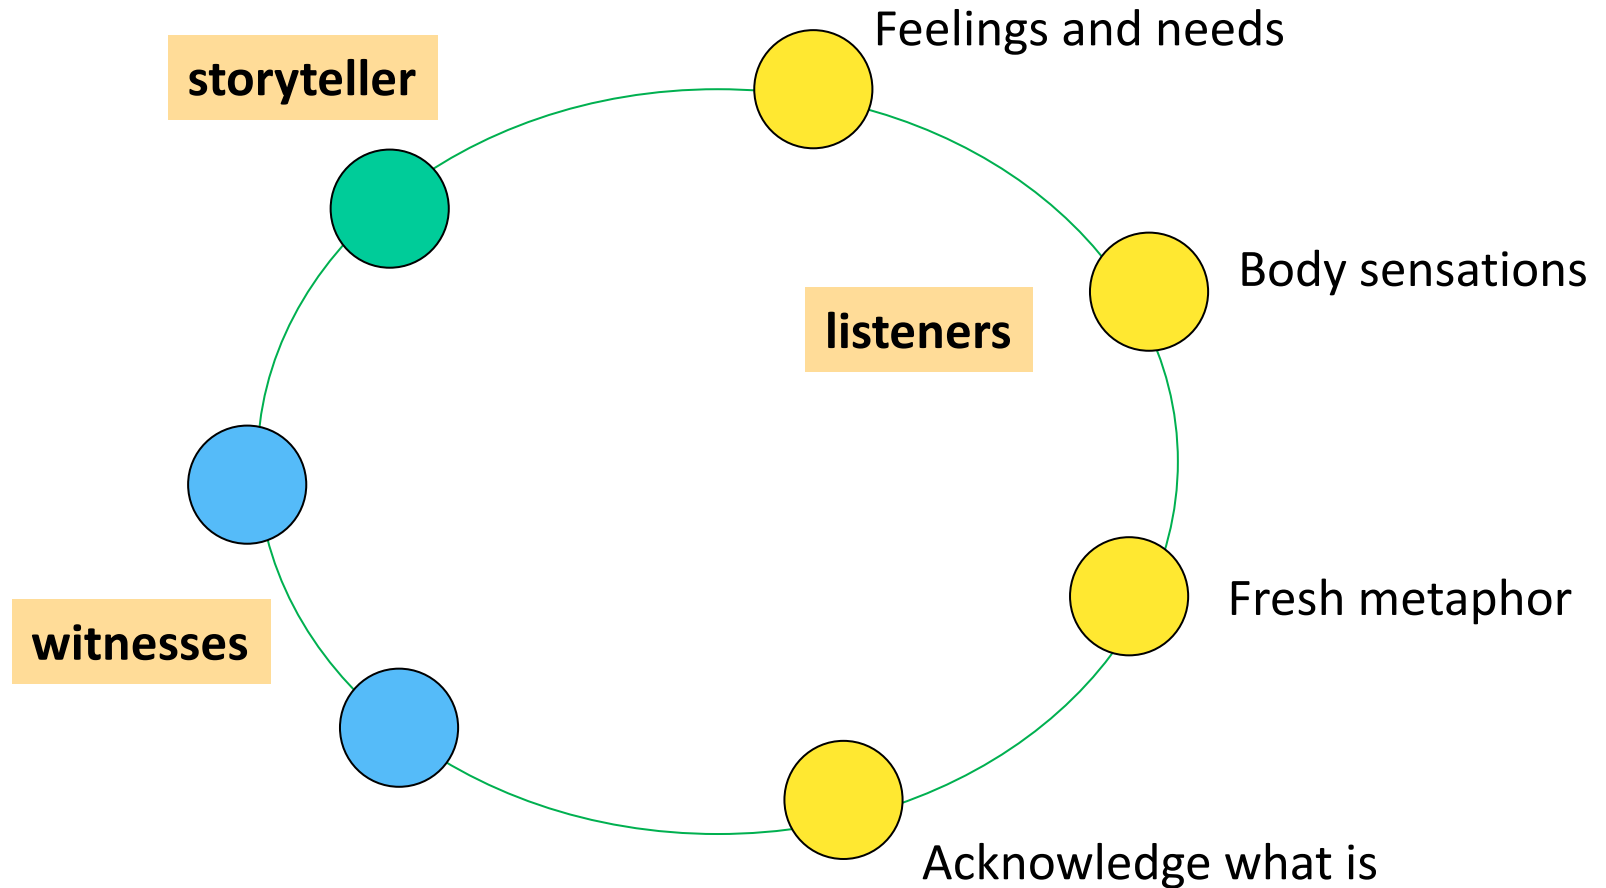 Feelings and needs
storyteller
Body sensations
listeners
Fresh metaphor
witnesses
Acknowledge what is